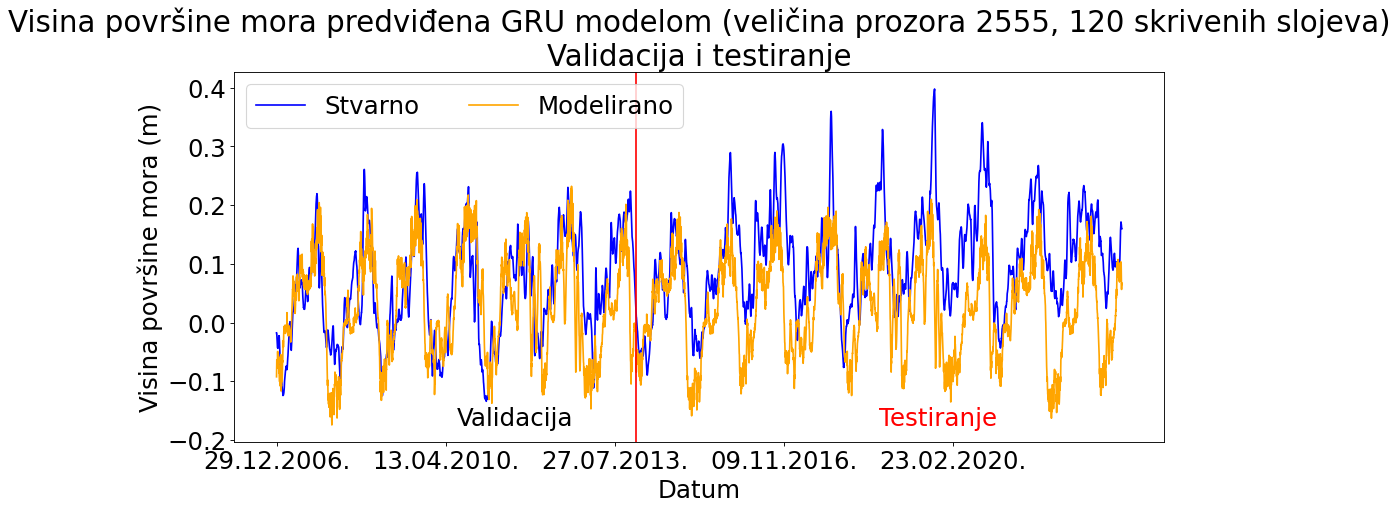 Visina površine mora predviđena GRU modelom (veličina prozora 2555, 120 skrivenih slojeva)
Validacija i testiranje
Stvarno
Modelirano
Visina površine mora (m)
0.4
0.3
0.2
0.1
0.0
−0.1
−0.2
Validacija
Testiranje
29.12.2006.
13.04.2010.
27.07.2013.
09.11.2016.
23.02.2020.
Datum